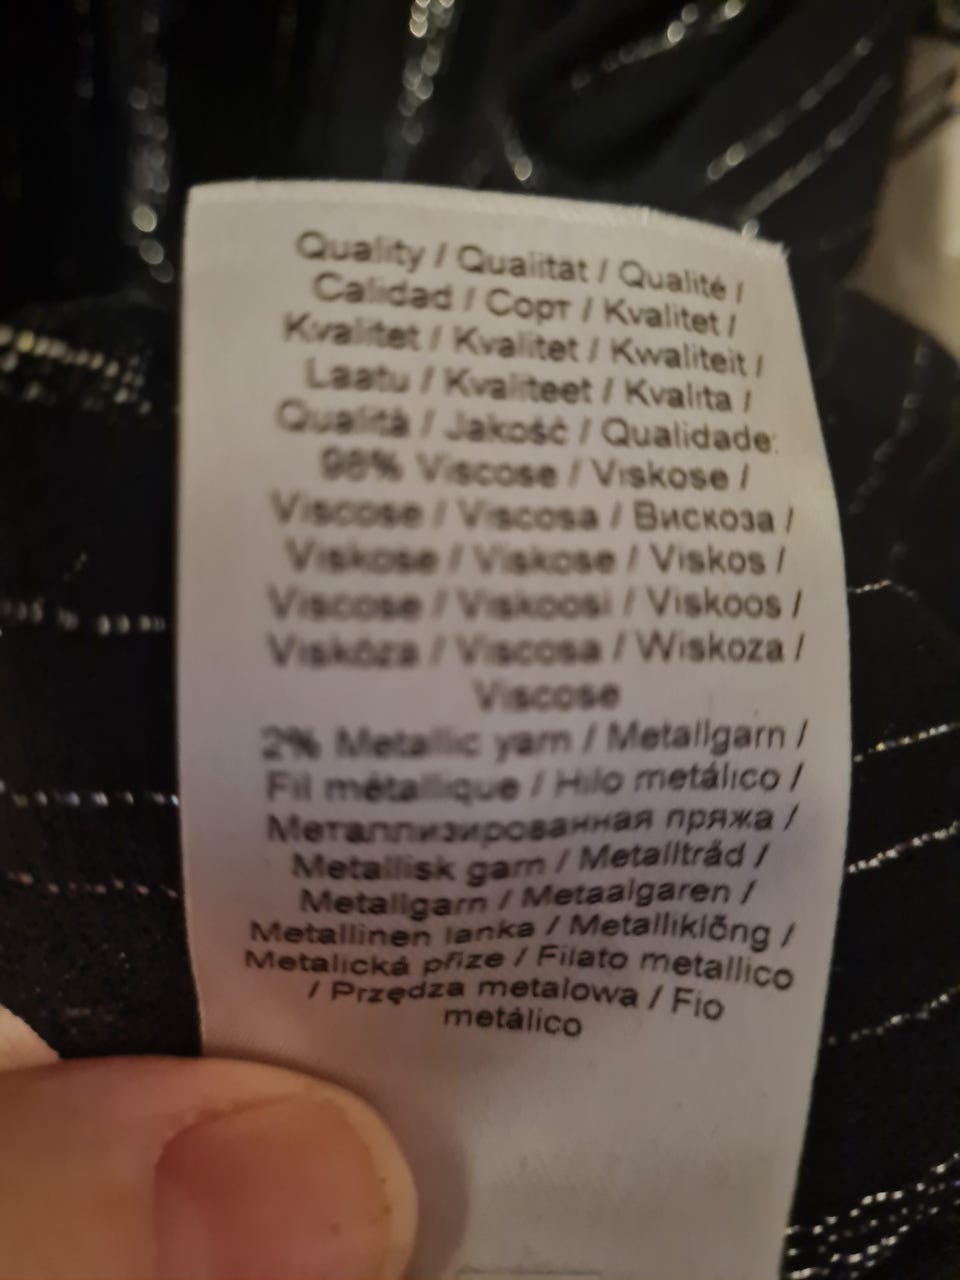 Quality / Qualität / Qualité /
Calidad / Сорт / Kvalitet /
Kvalitet / Kvalitet / Kwaliteit /
Laatu / Kvaliteet / Kvalita /
Qualità / Jakość / Qualidade:
98% Viscose / Viskose /
Viscose / Viscosa / Вискоза /
Viskose / Viskose / Viskos /
Viscose / Viskoosi / Viskoos /
Viskóza / Viscosa / Wiskoza /
Viscose
2% Metallic yarn / Metallgarn /
Fil métallique / Hilo metálico /
Металлизированная пряжа /
Metallisk garn / Metalltråd /
Metallgarn / Metaalgaren /
Metallinen lanka / Metalliklõng /
Metalická příze / Filato metallico
/ Przędza metalowa / Fio
metálico